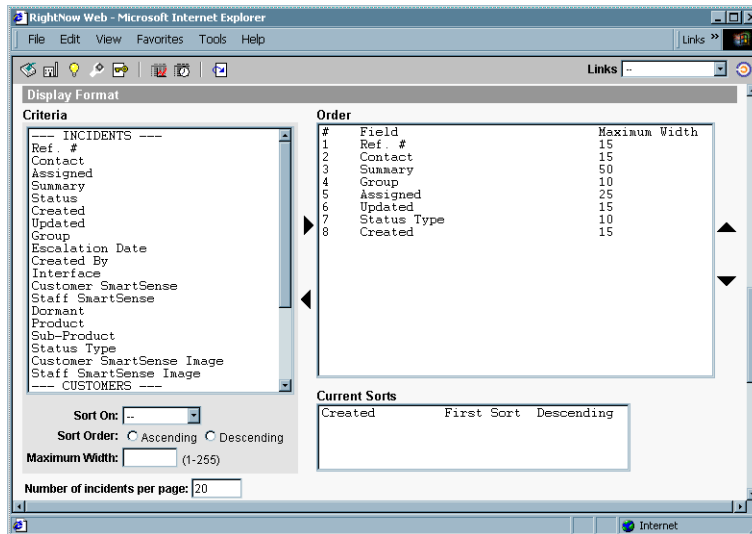 RightNow Web - Microsoft Internet Explorer
File Edit View Favorites Tools Help
Links »
Links --
Display Format
Criteria
--- INCIDENTS ---
Ref. #
Contact
Assigned
Summary
Status
Created
Updated
Group
Escalation Date
Created By
Interface
Customer SmartSense
Staff SmartSense
Dormant
Product
Sub-Product
Status Type
Customer SmartSense Image
Staff SmartSense Image
--- CUSTOMERS ---
Sort On: --
Sort Order: Ascending Descending
Maximum Width: (1-255)
Number of incidents per page: 20
Order
# Field Maximum Width
1 Ref. # 15
2 Contact 15
3 Summary 50
4 Group 10
5 Assigned 25
6 Updated 15
7 Status Type 10
8 Created 15
Current Sorts
Created First Sort Descending
Internet